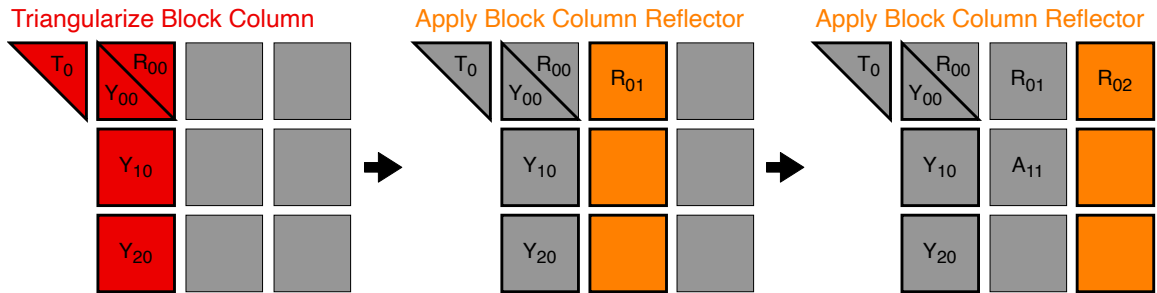 Triangularize Block Column
Apply Block Column Reflector
Apply Block Column Reflector
T0
R00
Y00
T0
R00
Y00
R01
T0
R00
Y00
R01
R02
Y10
Y10
Y10
A11
Y20
Y20
Y20